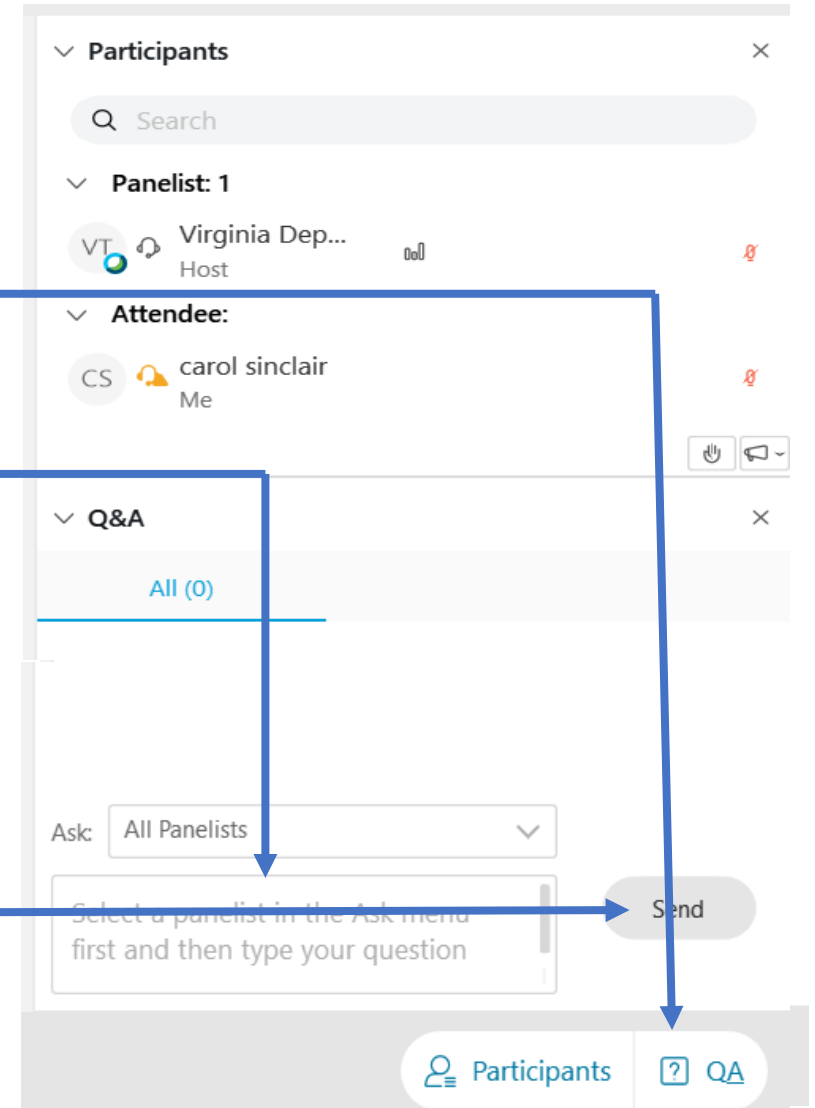 Participants
Search
Panelist: 1
VT
Virginia Dep...
Host
Attendee:
CS
carol sinclair
Me
Q&A
All (0)
Ask: All Panelists
Select a panelist in the Ask menu
first and then type your question
Send
Participants
QA